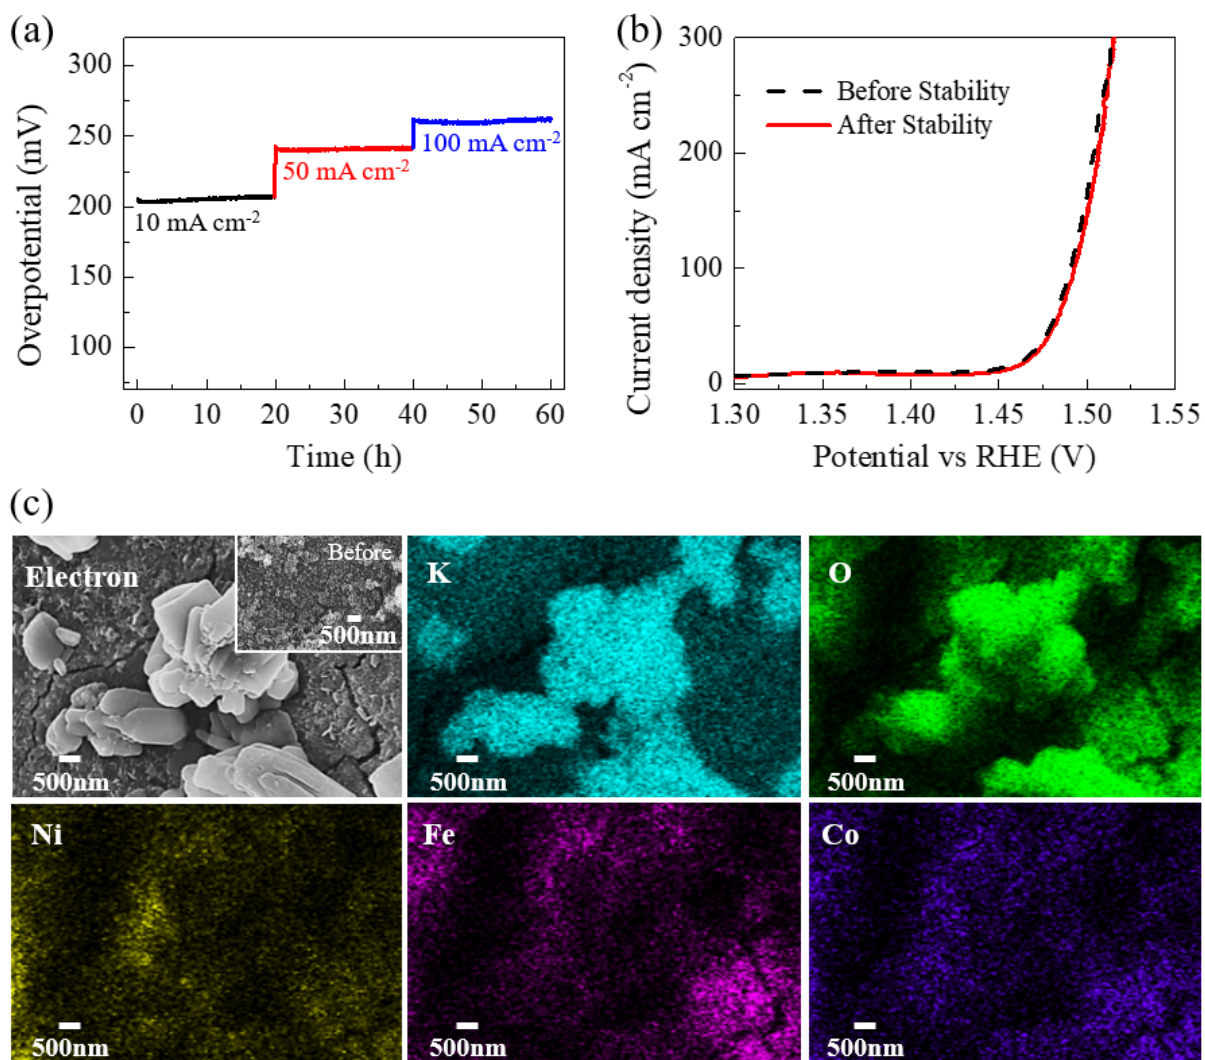 (a)
300
250
200
150
100
Overpotential (mV)
10 mA cm-2
50 mA cm-2
100 mA cm-2
0 10 20 30 40 50 60
Time (h)
(b)
300
200
100
0
Current density (mA cm-2)
Before Stability
After Stability
1.30 1.35 1.40 1.45 1.50 1.55
Potential vs RHE (V)
(c)
Electron
Before
500nm
500nm
K
500nm
O
500nm
Ni
500nm
Fe
500nm
Co
500nm